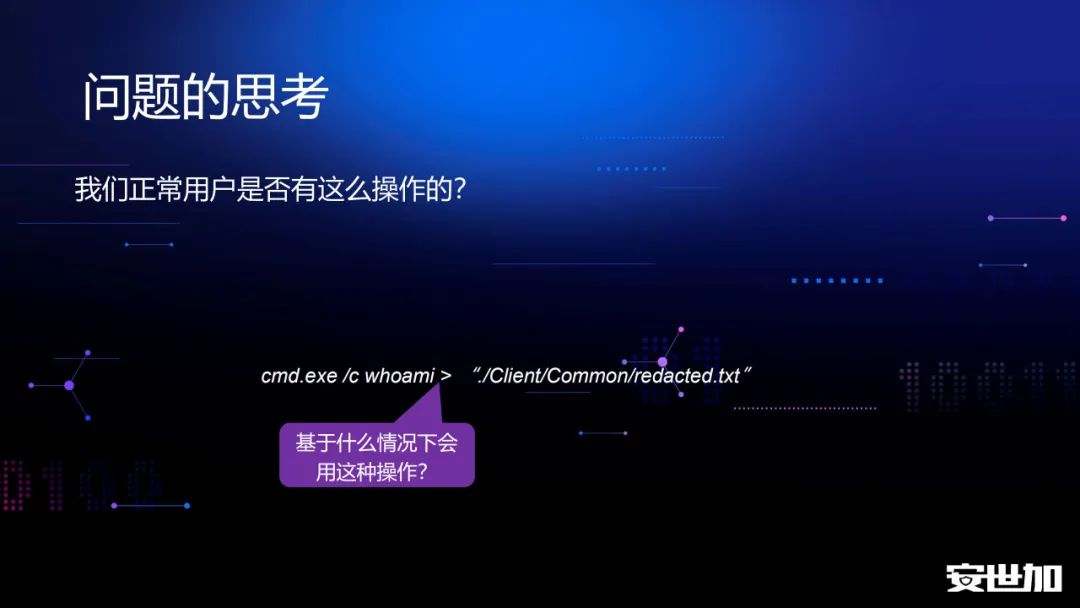 问题的思考
我们正常用户是否有这么操作的？
cmd.exe /c whoami > "./Client/Common/redacted.txt"
基于什么情况下会
用这种操作？
安世加